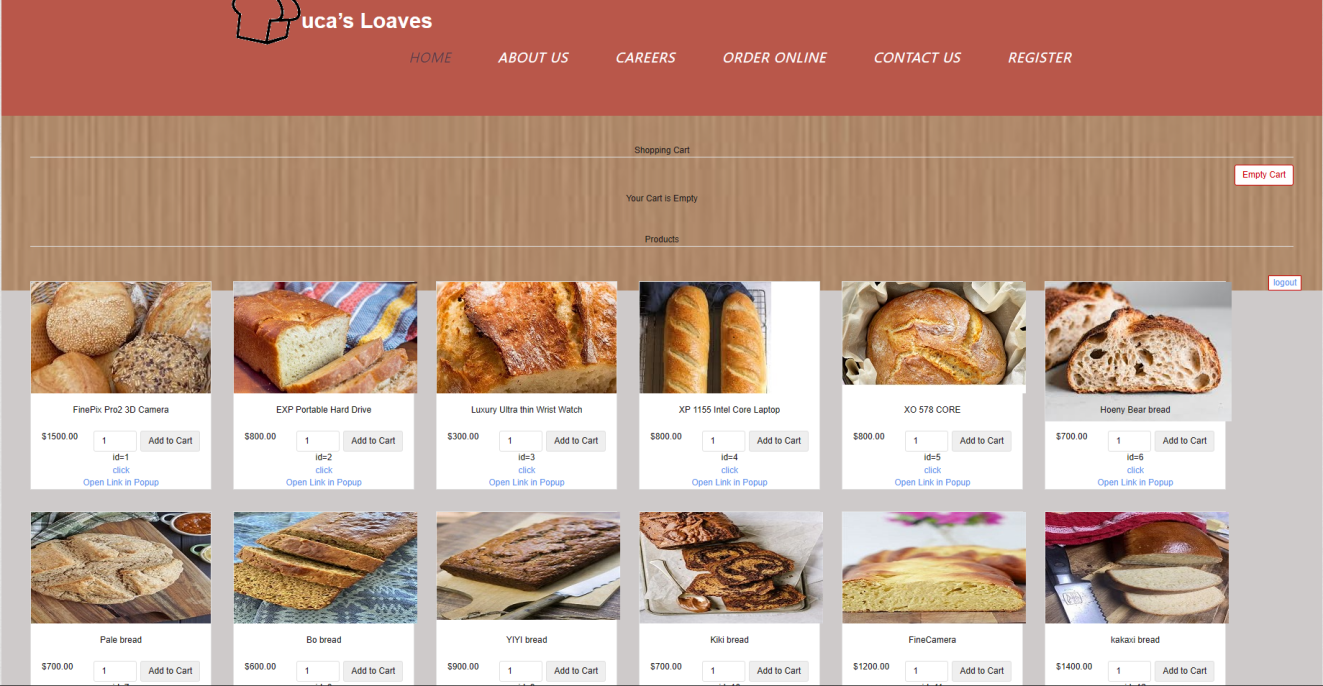 uca's Loaves
HOME ABOUT US CAREERS ORDER ONLINE CONTACT US REGISTER
Shopping Cart
Empty Cart
Your Cart is Empty
Products
logout
FinePix Pro2 3D Camera
$1500.00 1 Add to Cart
id=1
click
Open Link in Popup
EXP Portable Hard Drive
$800.00 1 Add to Cart
id=2
click
Open Link in Popup
Luxury Ultra thin Wrist Watch
$300.00 1 Add to Cart
id=3
click
Open Link in Popup
XP 1155 Intel Core Laptop
$800.00 1 Add to Cart
id=4
click
Open Link in Popup
XO 578 CORE
$800.00 1 Add to Cart
id=5
click
Open Link in Popup
Hoeny Bear bread
$700.00 1 Add to Cart
id=6
click
Open Link in Popup
Pale bread
$700.00 1 Add to Cart
Bo bread
$600.00 1 Add to Cart
YIYI bread
$900.00 1 Add to Cart
Kiki bread
$700.00 1 Add to Cart
FineCamera
$1200.00 1 Add to Cart
kakaxi bread
$1400.00 1 Add to Cart